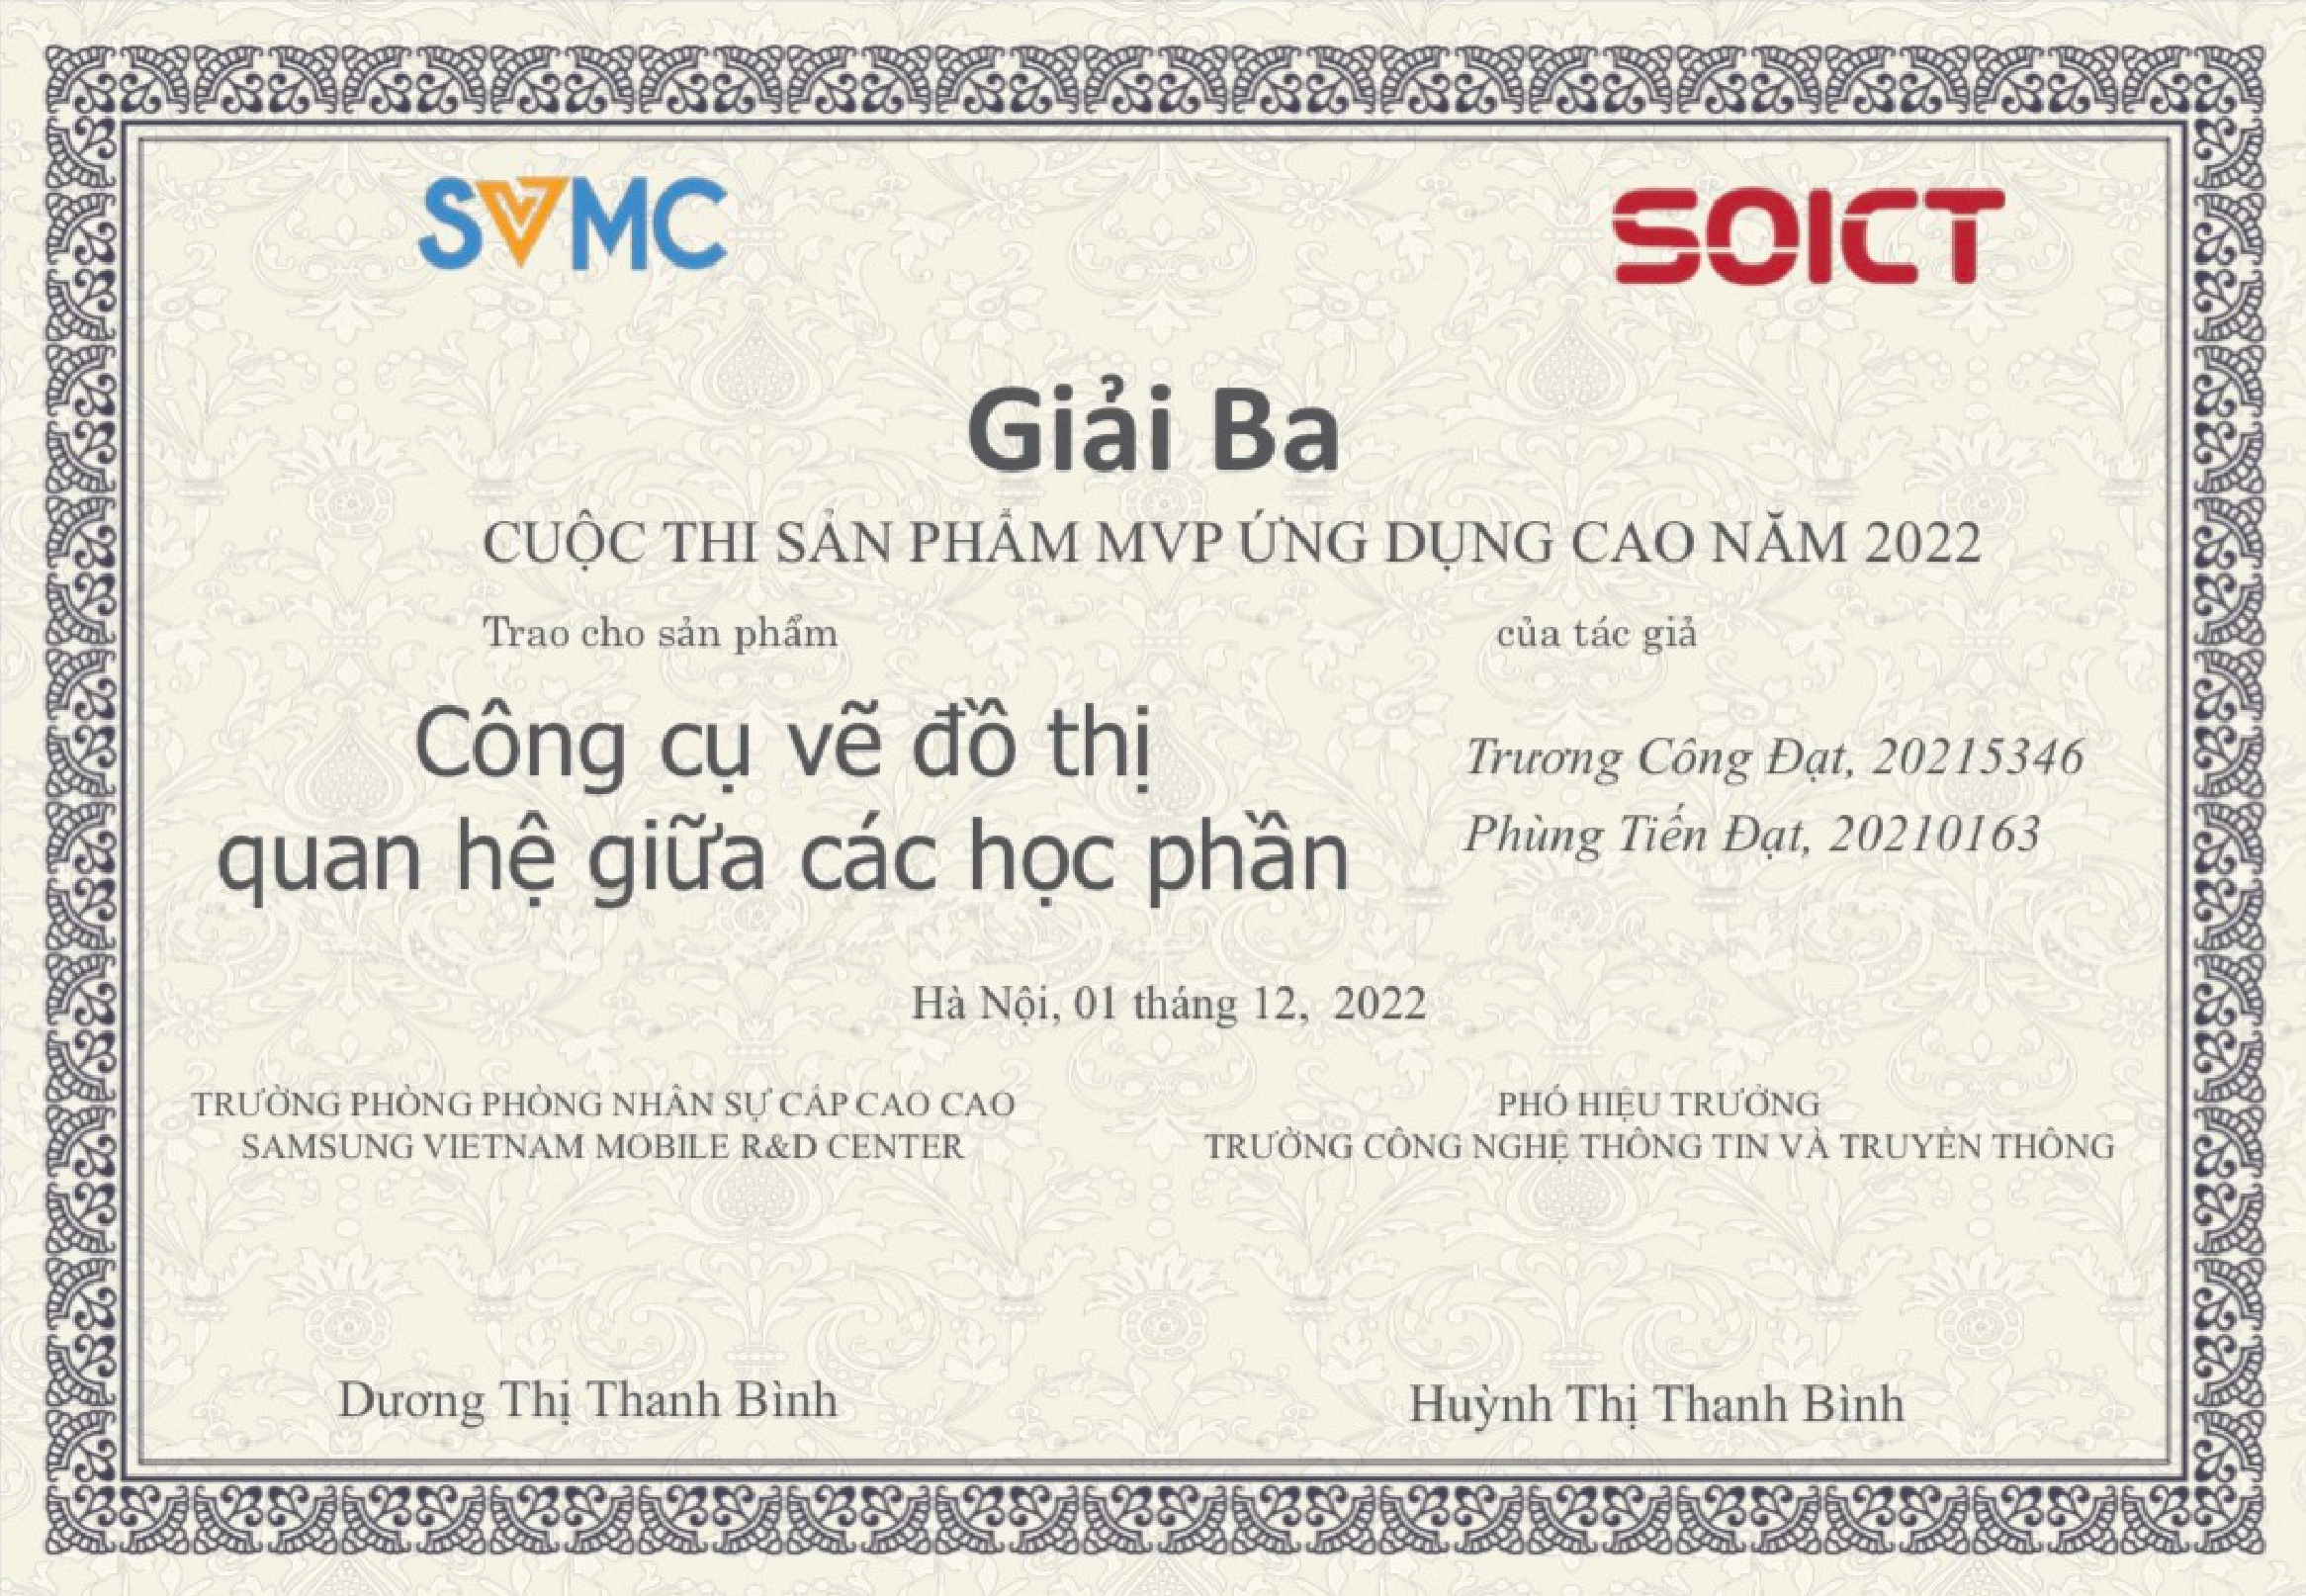 SVMC
SOICT
Giải Ba
CUỘC THI SẢN PHẨM MVP ỨNG DỤNG CAO NĂM 2022
Trao cho sản phẩm
Công cụ vẽ đồ thị
quan hệ giữa các học phần
của tác giả
Trương Công Đạt, 20215346
Phùng Tiến Đạt, 20210163
Hà Nội, 01 tháng 12, 2022
TRƯỞNG PHÒNG PHÒNG NHÂN SỰ CẤP CAO CAO
SAMSUNG VIETNAM MOBILE R&D CENTER
Dương Thị Thanh Bình
PHÓ HIỆU TRƯỞNG
TRƯỜNG CÔNG NGHỆ THÔNG TIN VÀ TRUYỀN THÔNG
Huỳnh Thị Thanh Bình